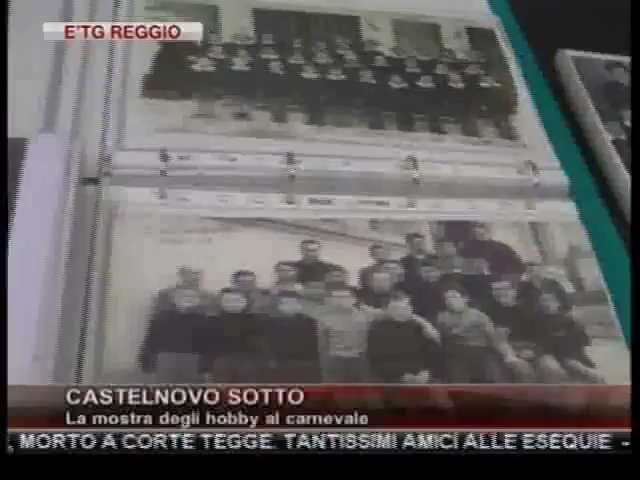 E'TG REGGIO
CASTELNOVO SOTTO
La mostra degli hobby al carnevale
, MORTO A CORTE TEGGE. TANTISSIMI AMICI ALLE ESEQUIE -